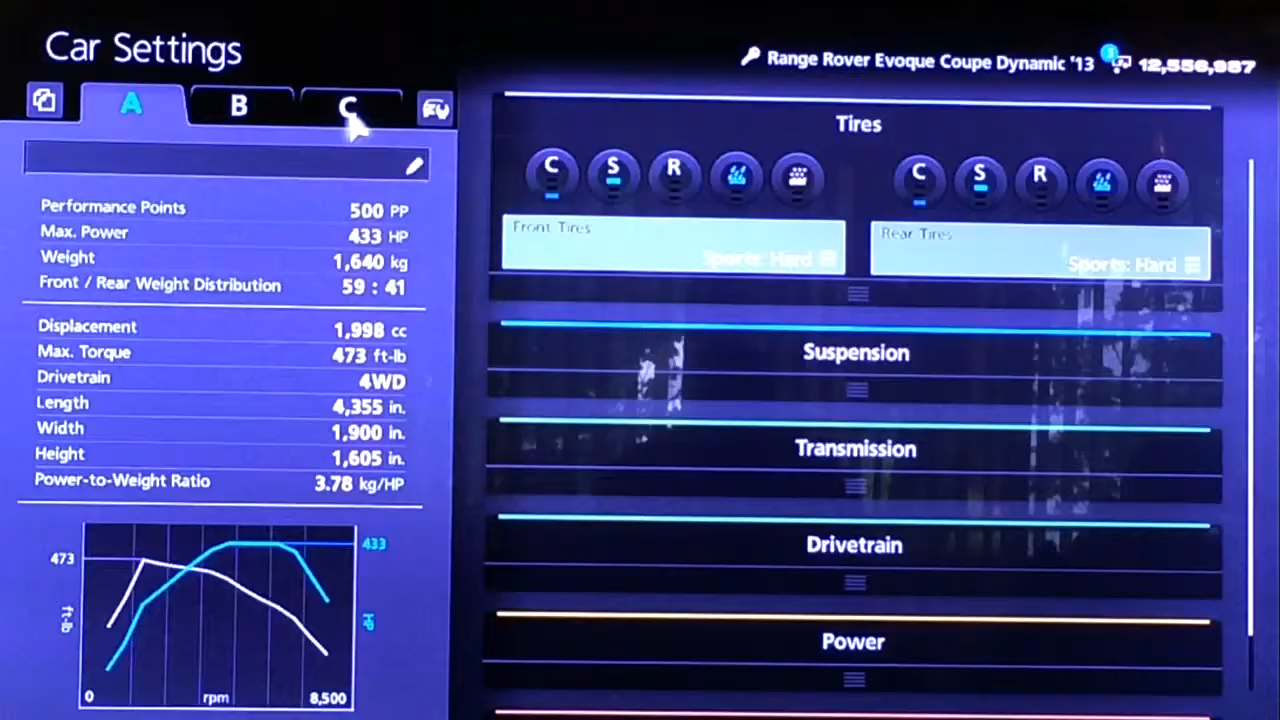 Car Settings
Range Rover Evoque Coupe Dynamic '13
12,556,987
A
B
C
Performance Points 500 PP
Max. Power 433 HP
Weight 1,640 kg
Front / Rear Weight Distribution 59 : 41
Displacement 1,998 cc
Max. Torque 473 ft-lb
Drivetrain 4WD
Length 4,355 in.
Width 1,900 in.
Height 1,605 in.
Power-to-Weight Ratio 3.78 kg/HP
473
433
ft-lb
HP
0 rpm 8,500
Tires
C S R
C S R
Front Tires
Sports: Hard
Rear Tires
Sports: Hard
Suspension
Transmission
Drivetrain
Power